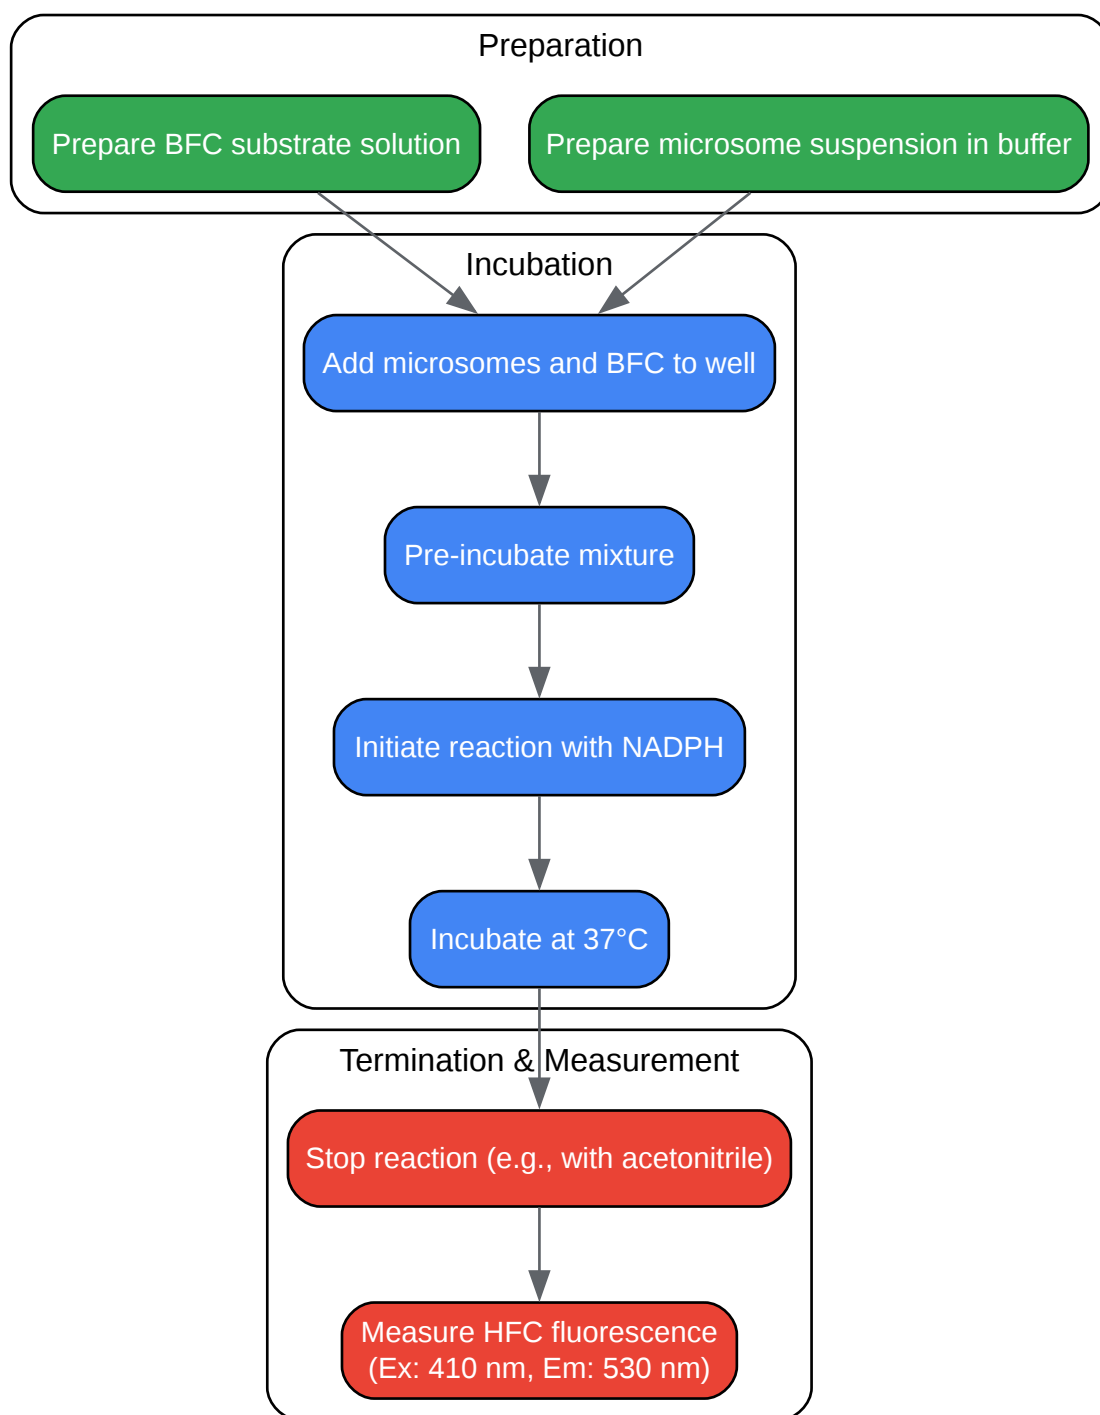 Preparation
Prepare BFC substrate solution
Prepare microsome suspension in buffer
Incubation
Add microsomes and BFC to well
Pre-incubate mixture
Initiate reaction with NADPH
Incubate at 37°C
Termination & Measurement
Stop reaction (e.g., with acetonitrile)
Measure HFC fluorescence
(Ex: 410 nm, Em: 530 nm)